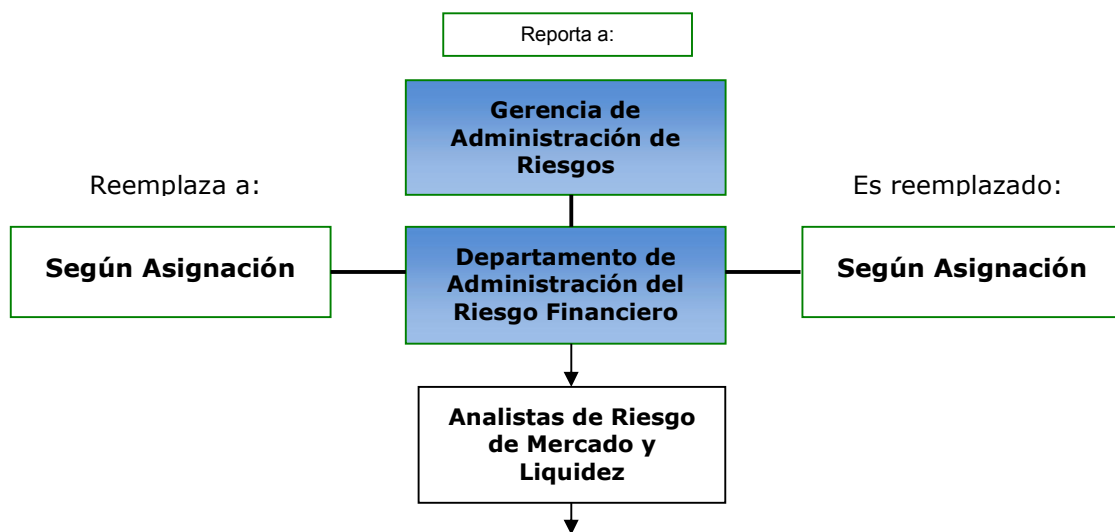 Reporta a:
Gerencia de
Administración de
Riesgos
Reemplaza a:
Es reemplazado:
Según Asignación
Departamento de
Administración del
Riesgo Financiero
Según Asignación
Analistas de Riesgo
de Mercado y
Liquidez